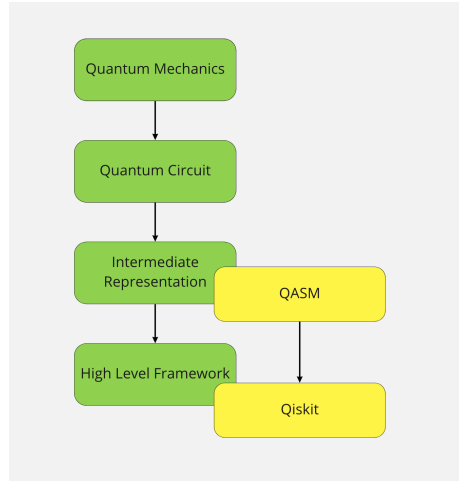 Quantum Mechanics
Quantum Circuit
Intermediate
Representation
QASM
High Level Framework
Qiskit